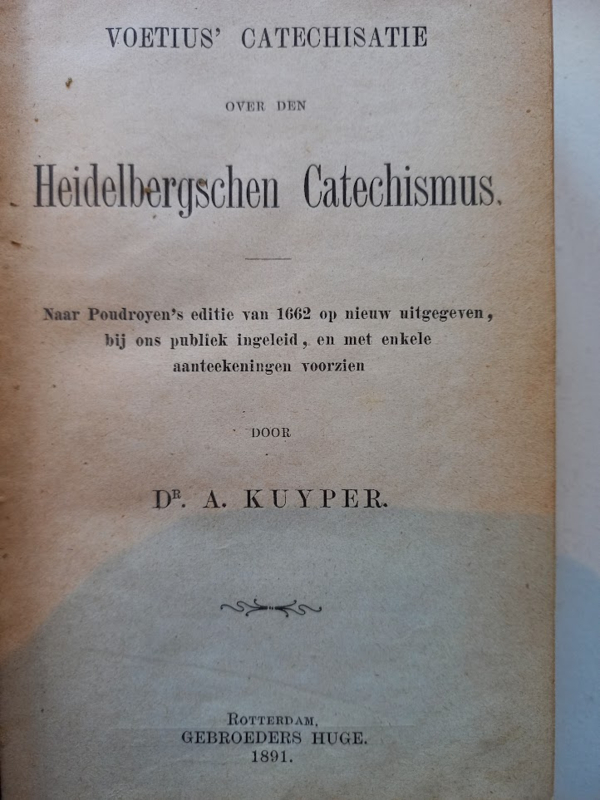 VOETIUS' CATECHISATIE
OVER DEN
Heidelbergschen Catechismus.
Naar Poudroyen's editie van 1662 op nieuw uitgegeven,
bij ons publiek ingeleid, en met enkele
aanteekeningen voorzien
DOOR
DR. A. KUYPER.
ROTTERDAM,
GEBROEDERS HUGE.
1891.